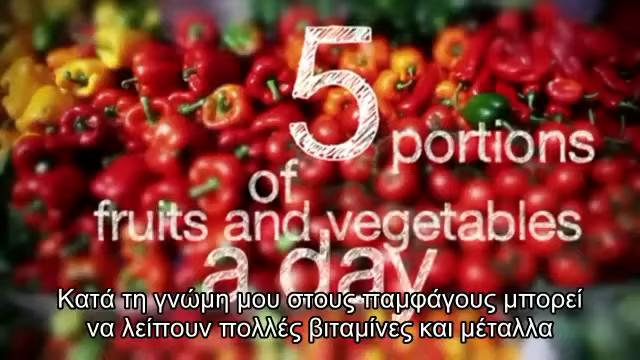 5
portions
of
fruits and vegetables
a day
Κατά τη γνώμη μου στους παμφάγους μπορεί
να λείπουν πολλές βιταμίνες και μέταλλα